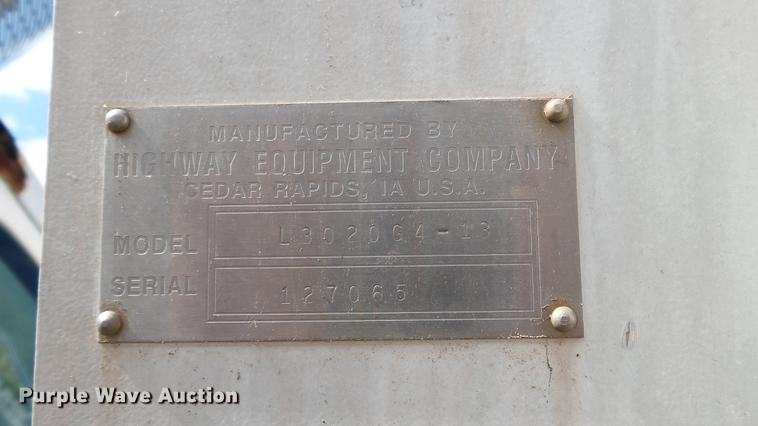 MANUFACTURED BY
HIGHWAY EQUIPMENT COMPANY
CEDAR RAPIDS, IA U.S.A.
MODEL L3020G4-13
SERIAL 127065
Purple Wave Auction